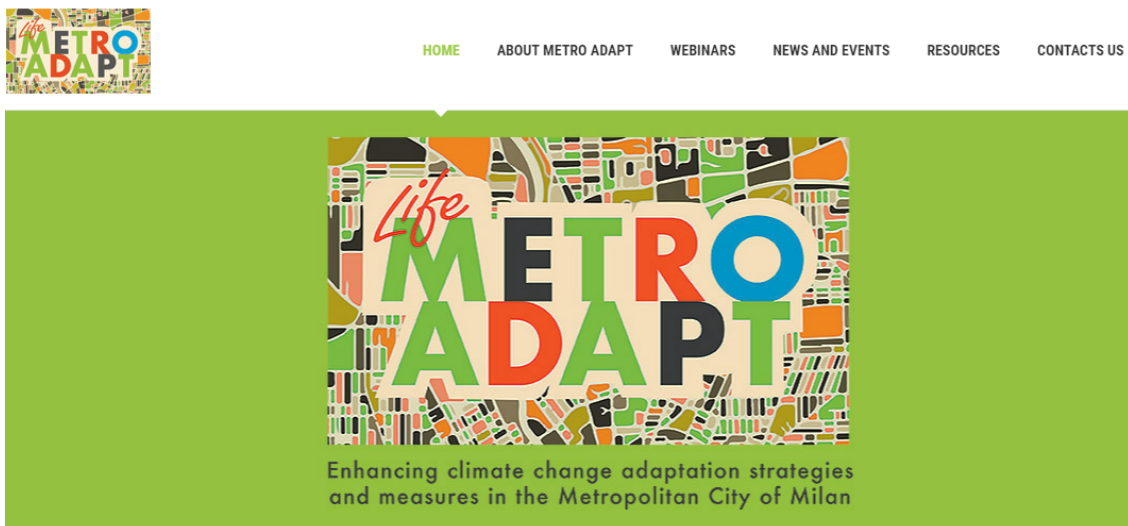 Life
METRO
ADAPT
HOME ABOUT METRO ADAPT WEBINARS NEWS AND EVENTS RESOURCES CONTACTS US
Life
METRO
ADAPT
Enhancing climate change adaptation strategies
and measures in the Metropolitan City of Milan